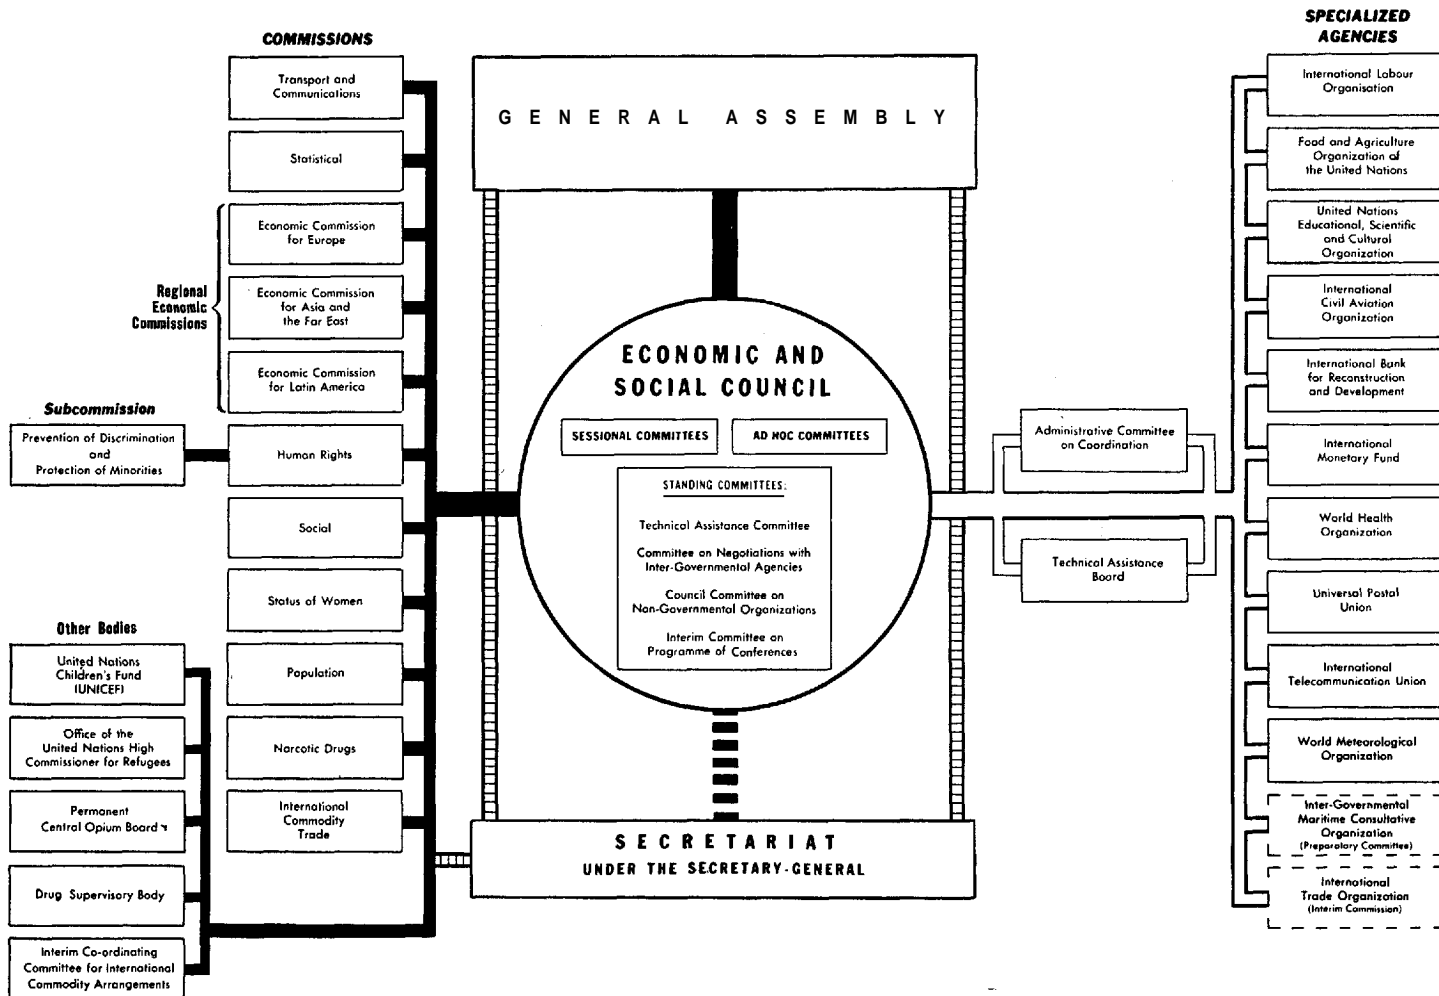 COMMISSIONS
Transport and
Communications
Statistical
Economic Commission
for Europe
Economic Commission
for Asia and
the Far East
Economic Commission
for Latin America
Regional
Economic
Commissions
Subcommission
Prevention of Discrimination
and
Protection of Minorities
Human Rights
Social
Status of Women
Population
Narcotic Drugs
International
Commodity
Trade
Other Bodies
United Nations
Children's Fund
(UNICEF)
Office of the
United Nations High
Commissioner for Refugees
Permanent
Central Opium Board
Drug Supervisory Body
Interim Co-ordinating
Committee for International
Commodity Arrangements
GENERAL ASSEMBLY
ECONOMIC AND
SOCIAL COUNCIL
SESSIONAL COMMITTEES
AD HOC COMMITTEES
STANDING COMMITTEES:
Technical Assistance Committee
Committee on Negotiations with
Inter-Governmental Agencies
Council Committee on
Non-Governmental Organizations
Interim Committee on
Programme of Conferences
SECRETARIAT
UNDER THE SECRETARY-GENERAL
Administrative Committee
on Coordination
Technical Assistance
Board
SPECIALIZED
AGENCIES
International Labour
Organisation
Food and Agriculture
Organization of
the United Nations
United Nations
Educational, Scientific
and Cultural
Organization
International
Civil Aviation
Organization
International Bank
for Reconstruction
and Development
International
Monetary Fund
World Health
Organization
Universal Postal
Union
International
Telecommunication Union
World Meteorological
Organization
Inter-Governmental
Maritime Consultative
Organization
(Preparatory Committee)
International
Trade Organization
(Interim Commission)